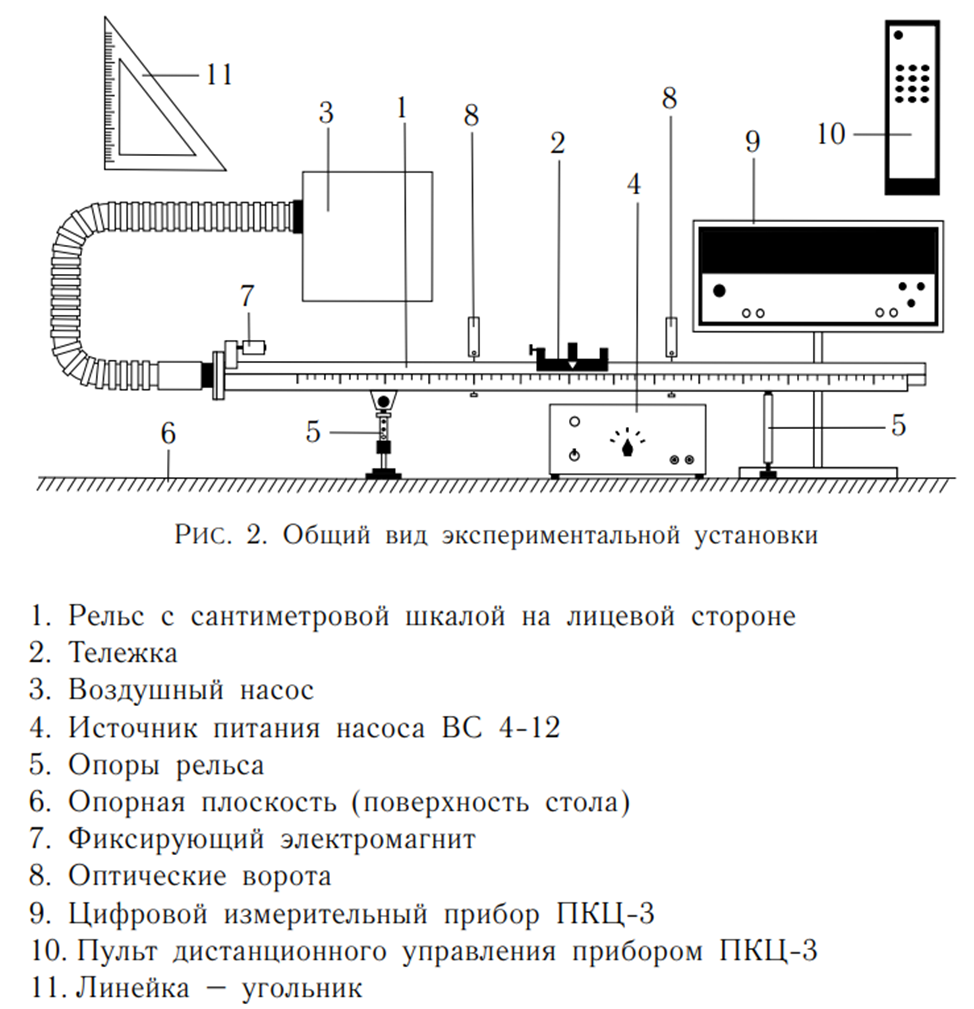 11
3
1
8
2
8
4
9
10
7
6
5
5
Рис. 2. Общий вид экспериментальной установки
1. Рельс с сантиметровой шкалой на лицевой стороне
2. Тележка
3. Воздушный насос
4. Источник питания насоса ВС 4-12
5. Опоры рельса
6. Опорная плоскость (поверхность стола)
7. Фиксирующий электромагнит
8. Оптические ворота
9. Цифровой измерительный прибор ПКЦ-3
10. Пульт дистанционного управления прибором ПКЦ-3
11. Линейка — угольник